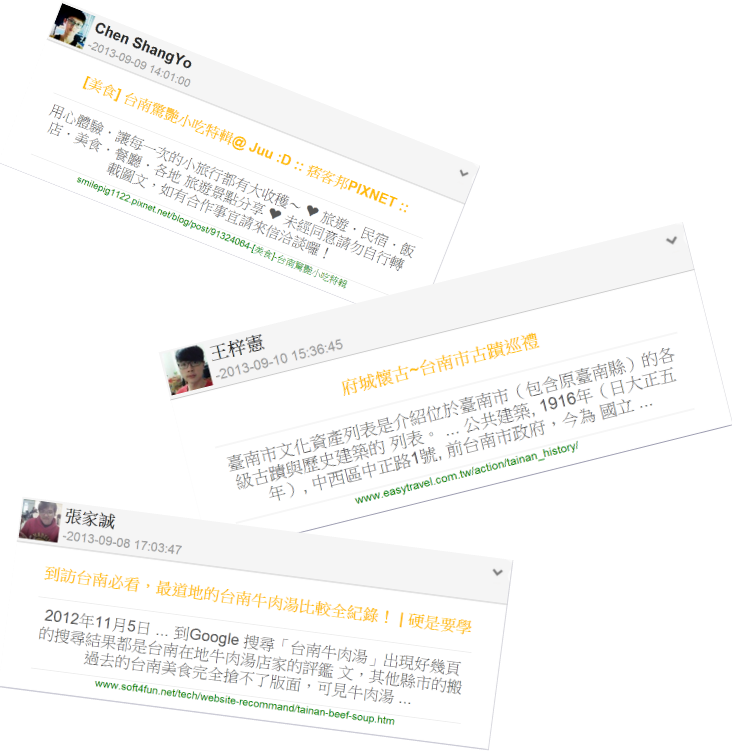 Chen ShangYo
-2013-09-09 14:01:00
[美食] 台南驚艷小吃特輯@ Juu :D :: 痞客邦PIXNET ::
用心體驗．讓每一次的小旅行都有大收穫～ ♥ 旅遊．民宿．飯
店．美食．餐廳．各地 旅遊景點分享 ♥ 未經同意請勿自行轉
載圖文，如有合作事宜請來信洽談囉！
smilepig1122.pixnet.net/blog/post/91324084-[美食]-台南驚艷小吃特輯
王梓憲
-2013-09-10 15:36:45
府城懷古~台南市古蹟巡禮
臺南市文化資產列表是介紹位於臺南市（包含原臺南縣）的各
級古蹟與歷史建築的 列表。 ... 公共建築, 1916年（日大正五
年）, 中西區中正路1號, 前台南市政府，今為 國立 ...
www.easytravel.com.tw/action/tainan_history/
張家誠
-2013-09-08 17:03:47
到訪台南必看，最道地的台南牛肉湯比較全紀錄！ | 硬是要學
2012年11月5日 ... 到Google 搜尋「台南牛肉湯」出現好幾頁
的搜尋結果都是台南在地牛肉湯店家的評鑑 文，其他縣市的搬
過去的台南美食完全搶不了版面，可見牛肉湯 ...
www.soft4fun.net/tech/website-recommand/tainan-beef-soup.htm